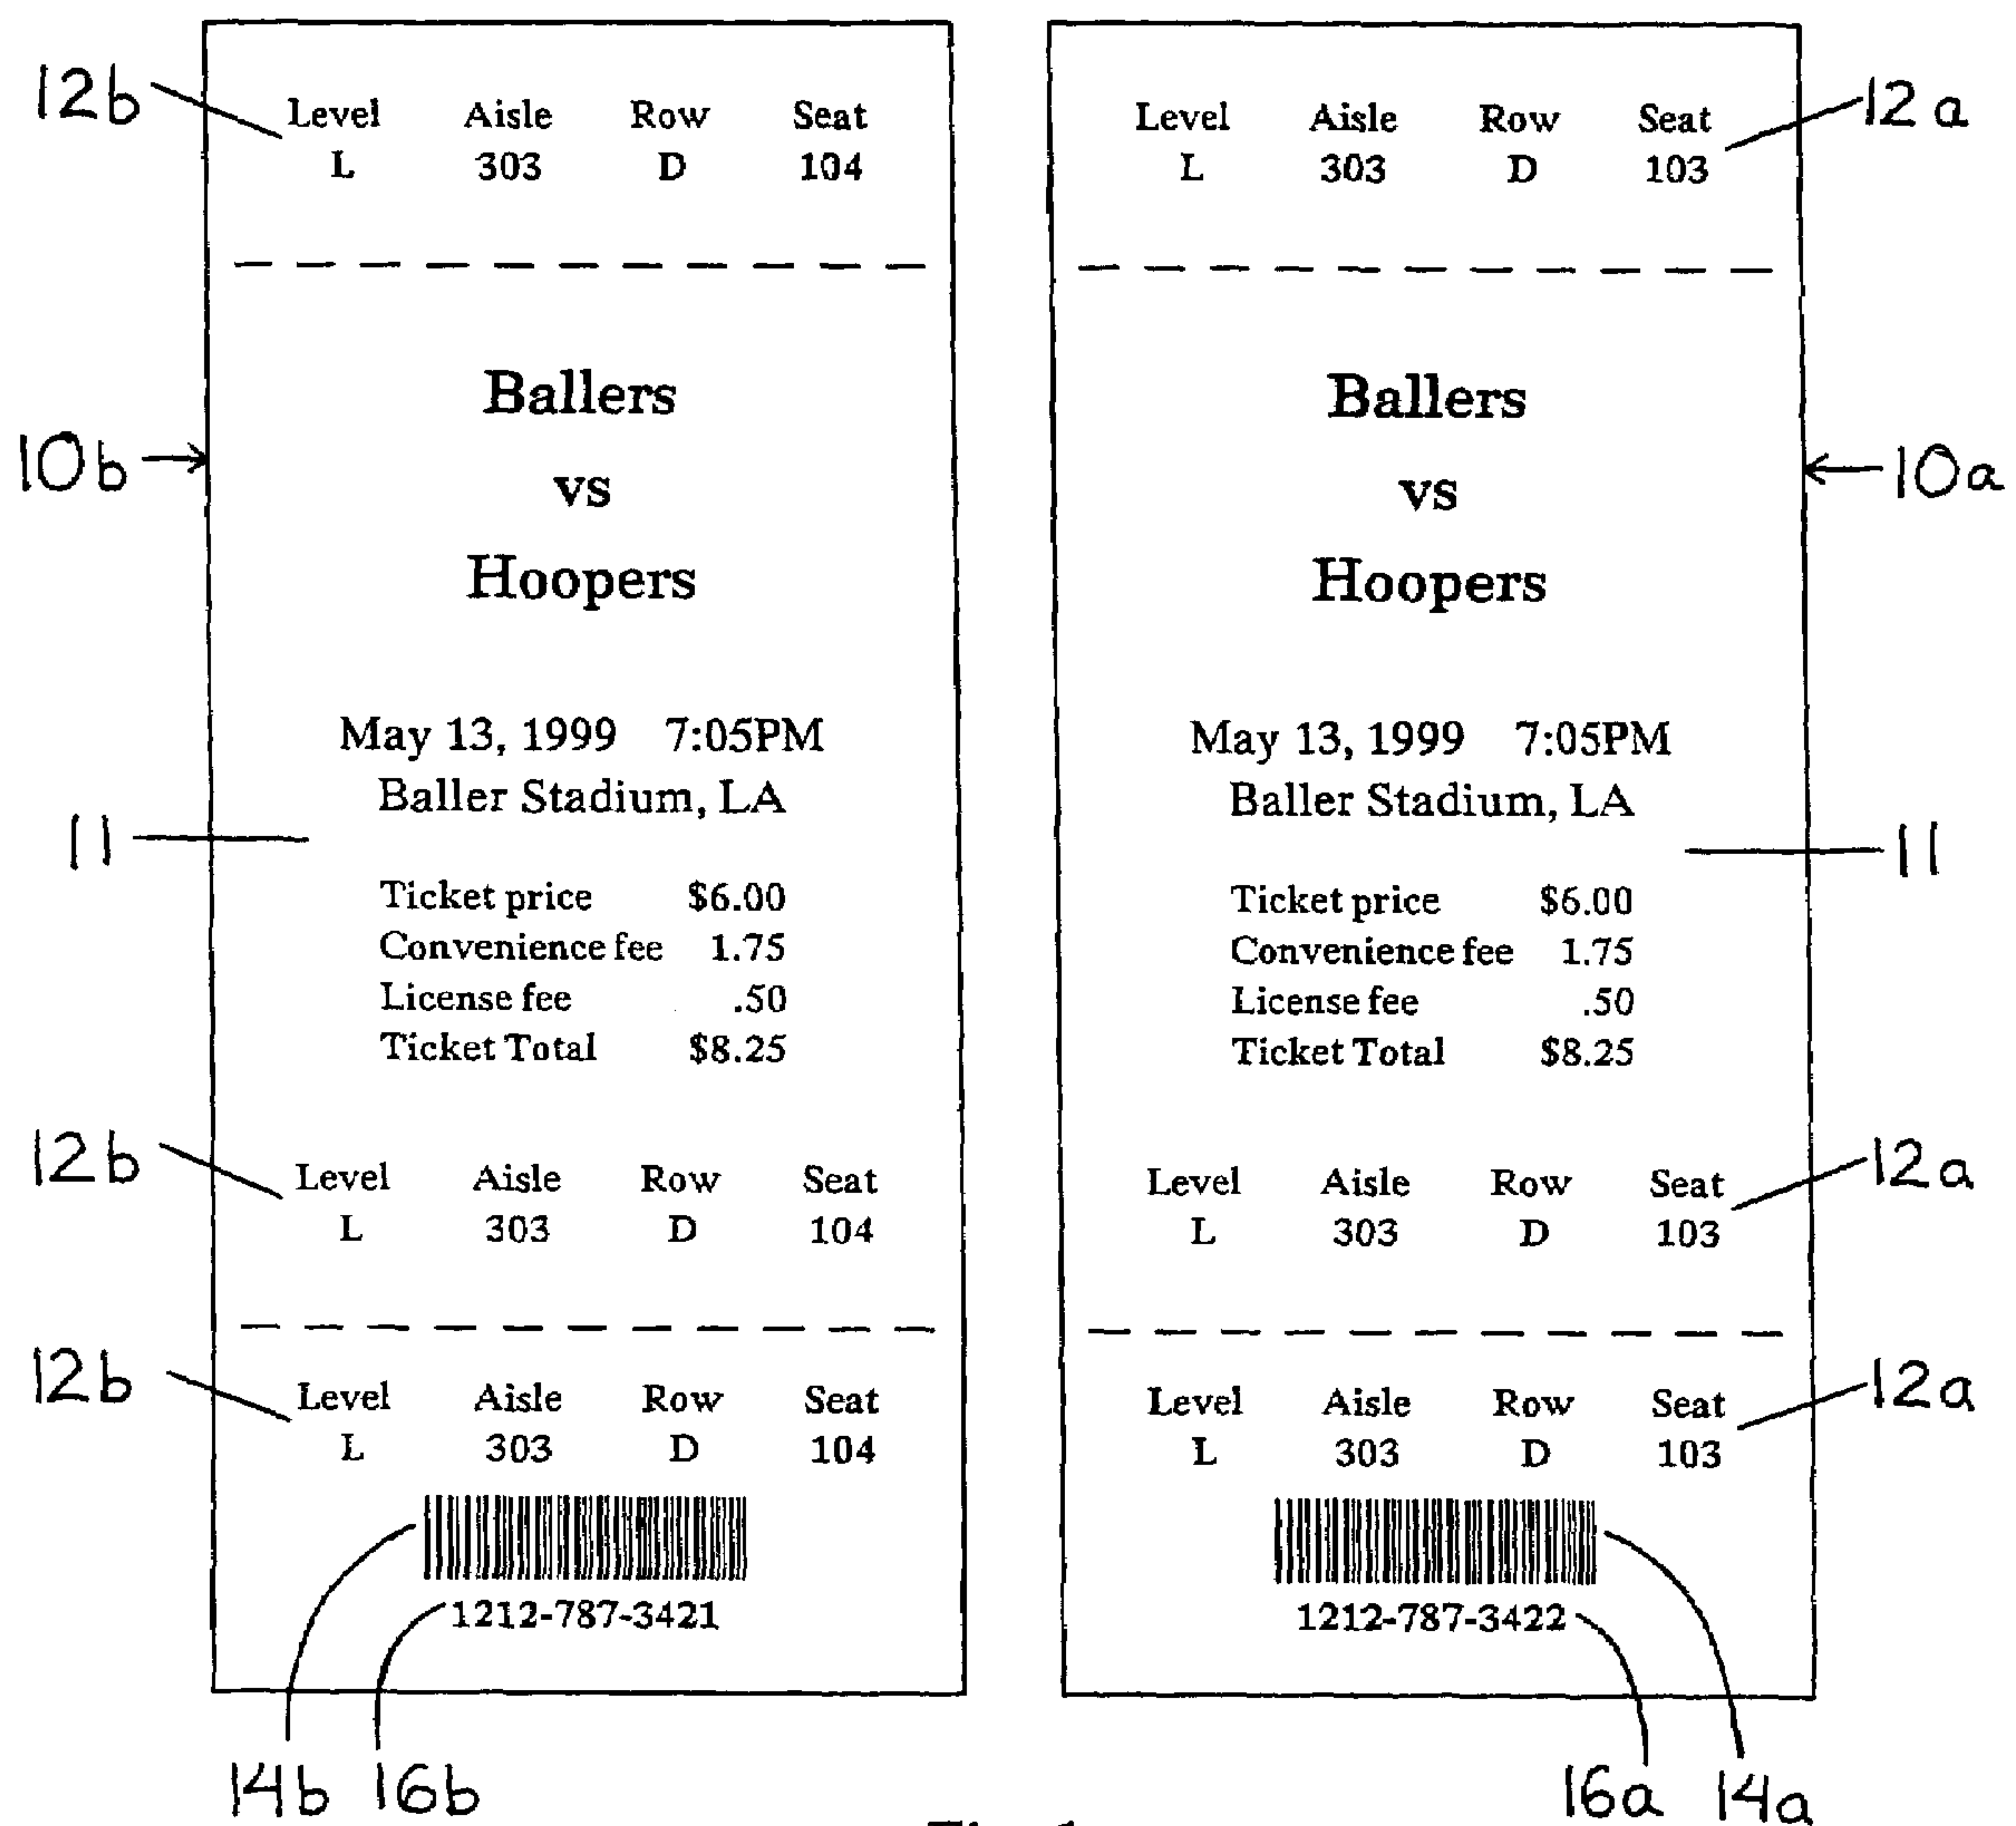 12b
Level Aisle Row Seat
L 303 D 104
Ballers
vs
Hoopers
10b
May 13, 1999 7:05PM
Baller Stadium, LA
11
Ticket price $6.00
Convenience fee 1.75
License fee .50
Ticket Total $8.25
12b
Level Aisle Row Seat
L 303 D 104
12b
Level Aisle Row Seat
L 303 D 104
1212-787-3421
14b 16b
12a
Level Aisle Row Seat
L 303 D 103
Ballers
vs
Hoopers
10a
May 13, 1999 7:05PM
Baller Stadium, LA
11
Ticket price $6.00
Convenience fee 1.75
License fee .50
Ticket Total $8.25
12a
Level Aisle Row Seat
L 303 D 103
12a
Level Aisle Row Seat
L 303 D 103
1212-787-3422
16a 14a